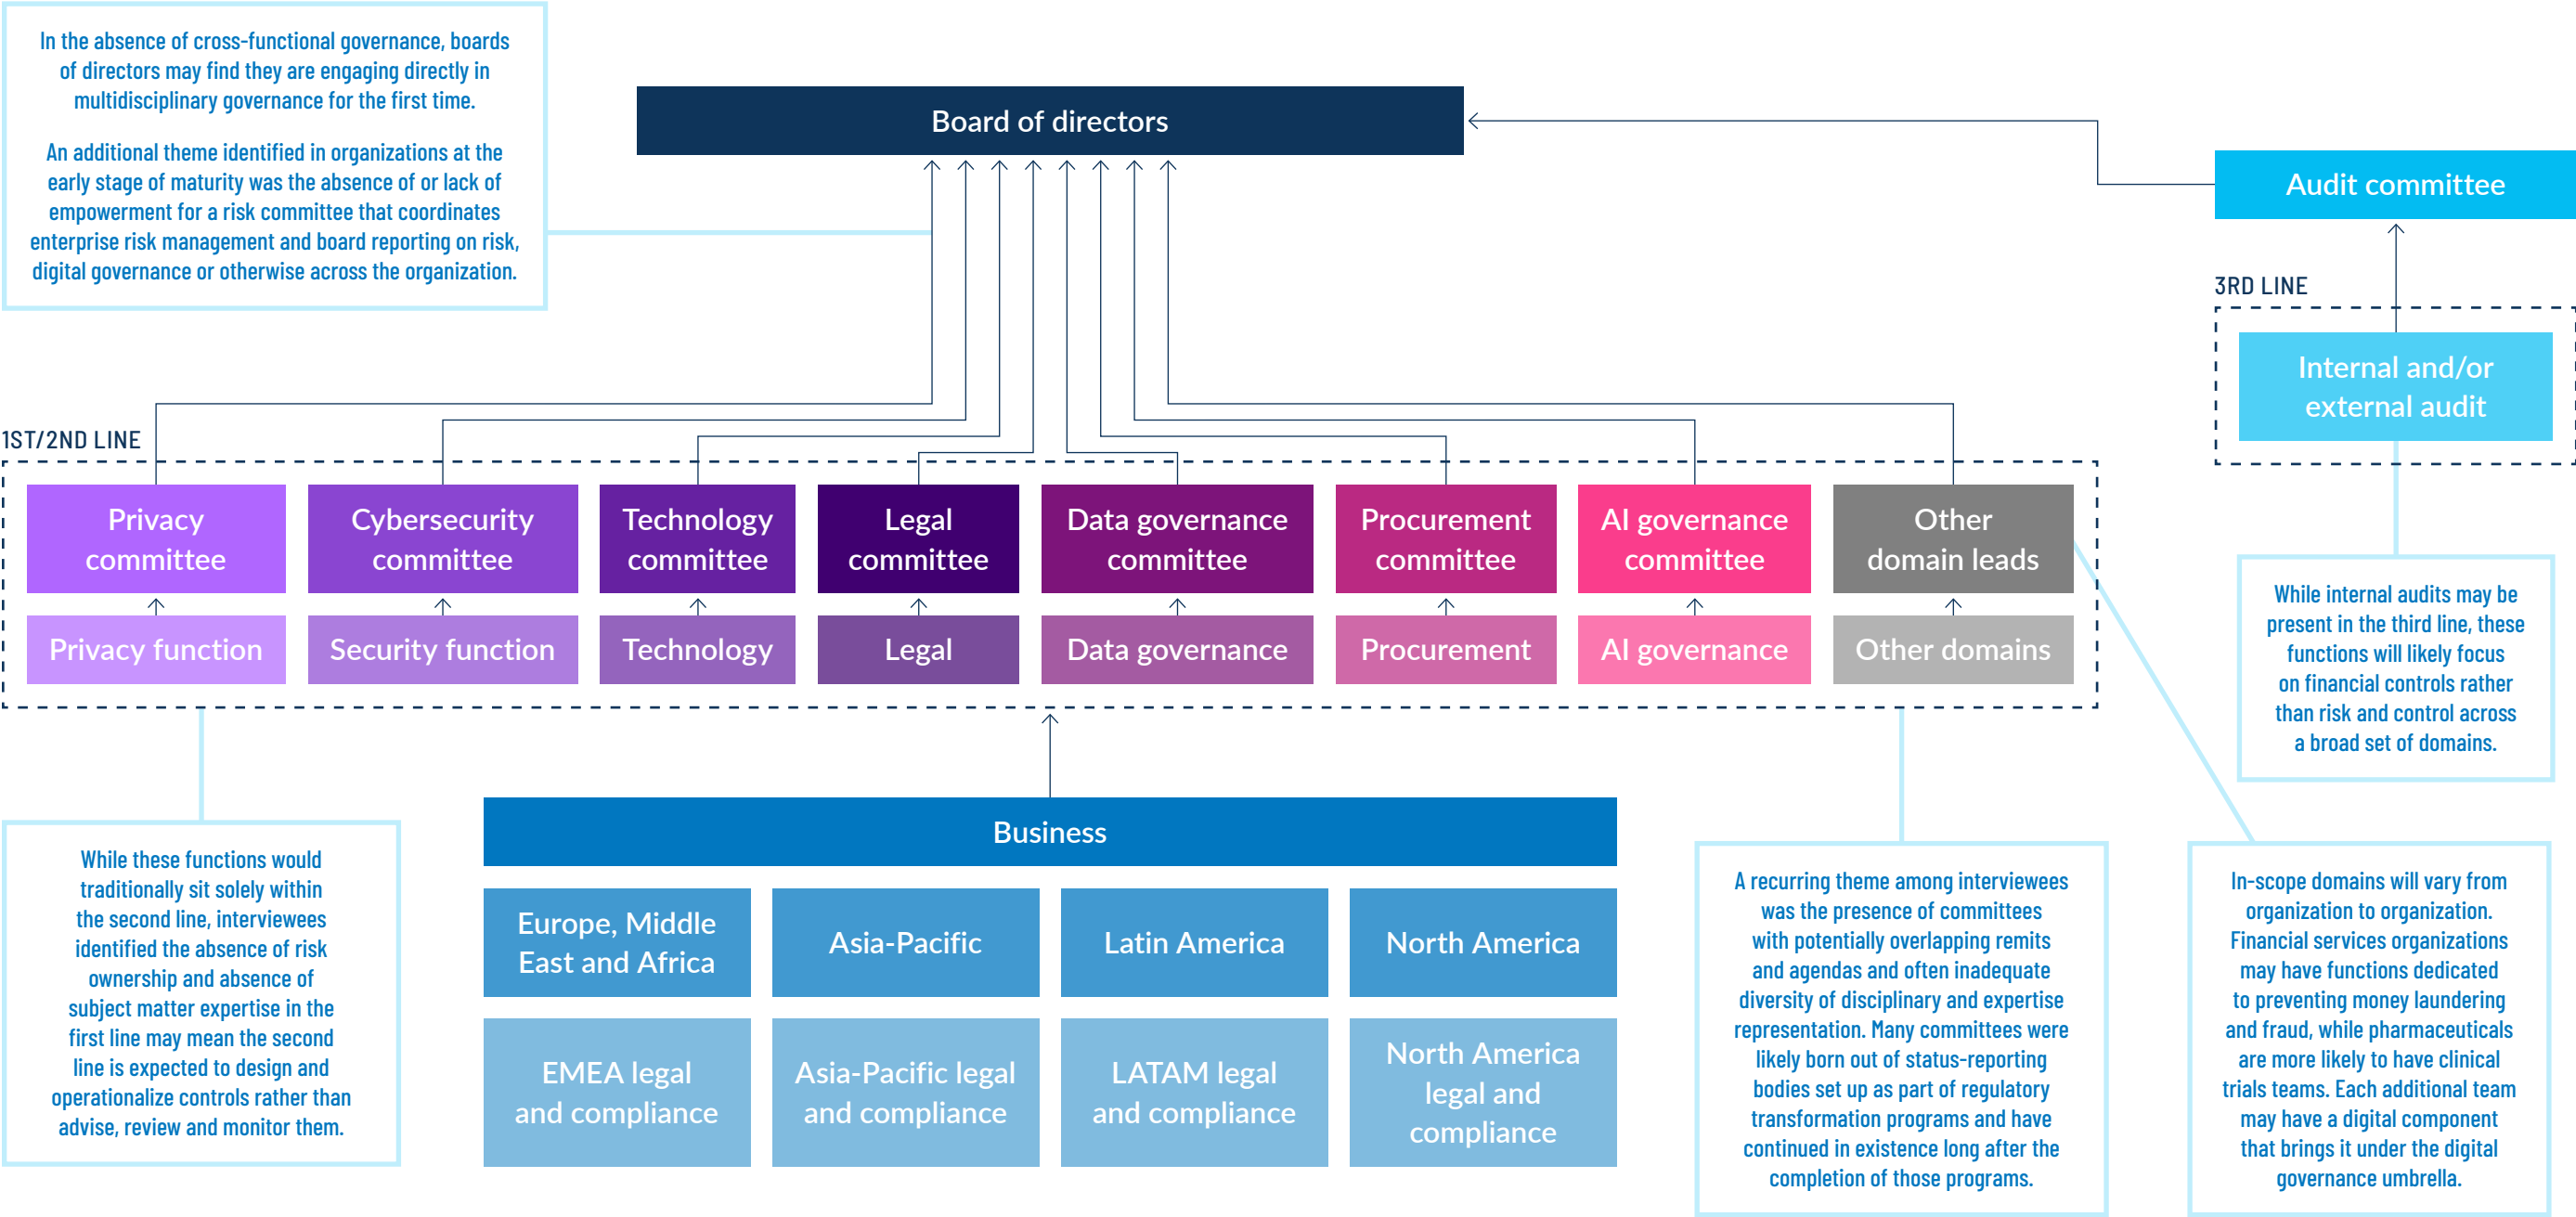 In the absence of cross-functional governance, boards
of directors may find they are engaging directly in
multidisciplinary governance for the first time.
An additional theme identified in organizations at the
early stage of maturity was the absence of or lack of
empowerment for a risk committee that coordinates
enterprise risk management and board reporting on risk,
digital governance or otherwise across the organization.
Board of directors
Audit committee
3RD LINE
Internal and/or
external audit
1ST/2ND LINE
Privacy
committee
Cybersecurity
committee
Technology
committee
Legal
committee
Data governance
committee
Procurement
committee
AI governance
committee
Other
domain leads
Privacy function
Security function
Technology
Legal
Data governance
Procurement
AI governance
Other domains
While internal audits may be
present in the third line, these
functions will likely focus
on financial controls rather
than risk and control across
a broad set of domains.
Business
Europe, Middle
East and Africa
Asia-Pacific
Latin America
North America
EMEA legal
and compliance
Asia-Pacific legal
and compliance
LATAM legal
and compliance
North America
legal and
compliance
While these functions would
traditionally sit solely within
the second line, interviewees
identified the absence of risk
ownership and absence of
subject matter expertise in the
first line may mean the second
line is expected to design and
operationalize controls rather than
advise, review and monitor them.
A recurring theme among interviewees
was the presence of committees
with potentially overlapping remits
and agendas and often inadequate
diversity of disciplinary and expertise
representation. Many committees were
likely born out of status-reporting
bodies set up as part of regulatory
transformation programs and have
continued in existence long after the
completion of those programs.
In-scope domains will vary from
organization to organization.
Financial services organizations
may have functions dedicated
to preventing money laundering
and fraud, while pharmaceuticals
are more likely to have clinical
trials teams. Each additional team
may have a digital component
that brings it under the digital
governance umbrella.